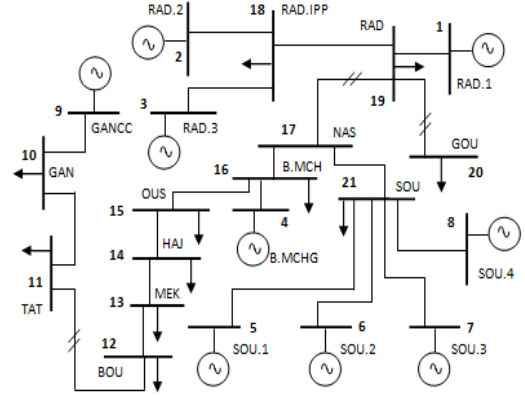 RAD.2
18
RAD.IPP
RAD
1
2
RAD.1
19
9
GANCC
3
RAD.3
10
GAN
17
NAS
GOU
20
16
B.MCH
21
SOU
OUS
15
4
B.MCHG
8
SOU.4
HAJ
14
11
TAT
MEK
13
12
BOU
5
SOU.1
6
SOU.2
7
SOU.3